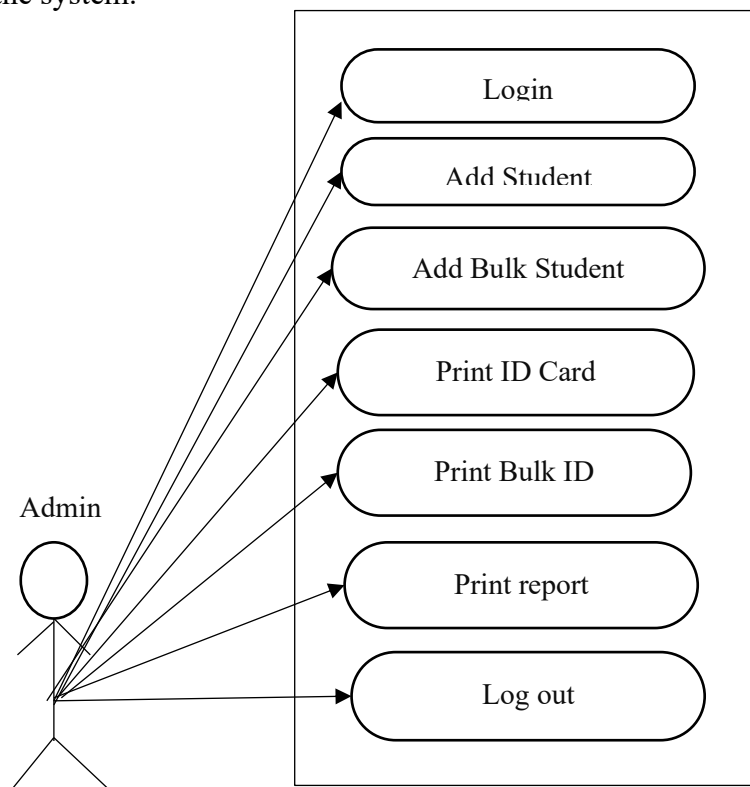 the system.
Login
Add Student
Add Bulk Student
Print ID Card
Print Bulk ID
Admin
Print report
Log out